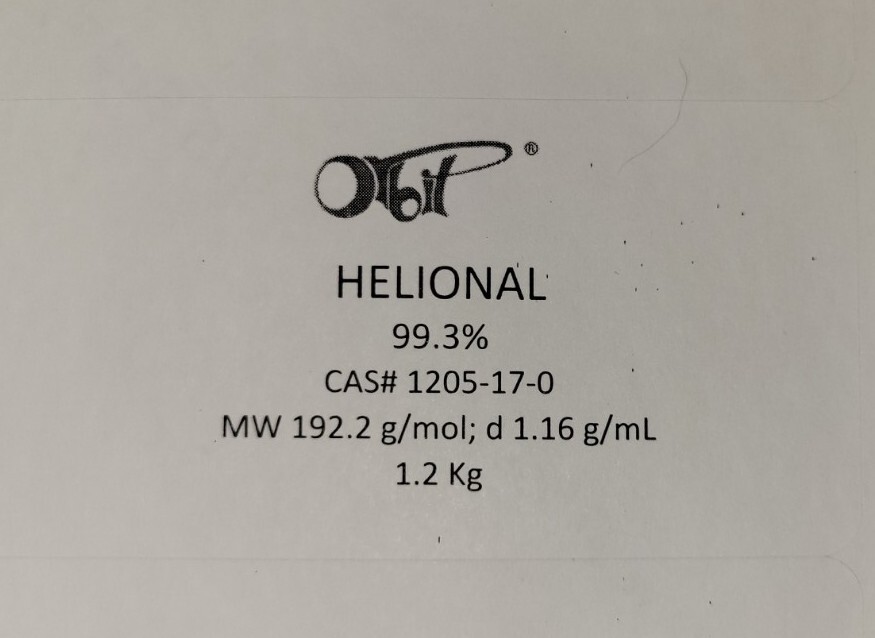 Orbit ®
HELIONAL
99.3%
CAS# 1205-17-0
MW 192.2 g/mol; d 1.16 g/mL
1.2 Kg